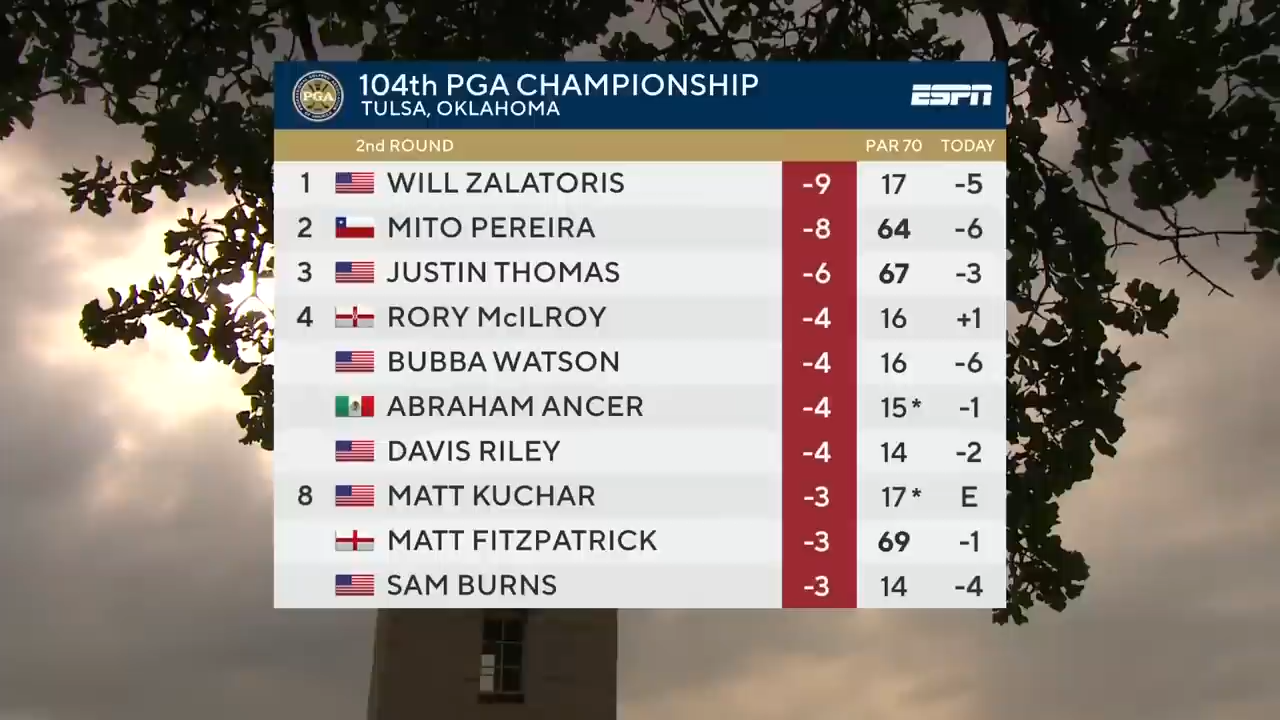 104th PGA CHAMPIONSHIP
TULSA, OKLAHOMA
PGA
ESPN
2nd ROUND PAR 70 TODAY
1 WILL ZALATORIS -9 17 -5
2 MITO PEREIRA -8 64 -6
3 JUSTIN THOMAS -6 67 -3
4 RORY McILROY -4 16 +1
BUBBA WATSON -4 16 -6
ABRAHAM ANCER -4 15* -1
DAVIS RILEY -4 14 -2
8 MATT KUCHAR -3 17* E
MATT FITZPATRICK -3 69 -1
SAM BURNS -3 14 -4